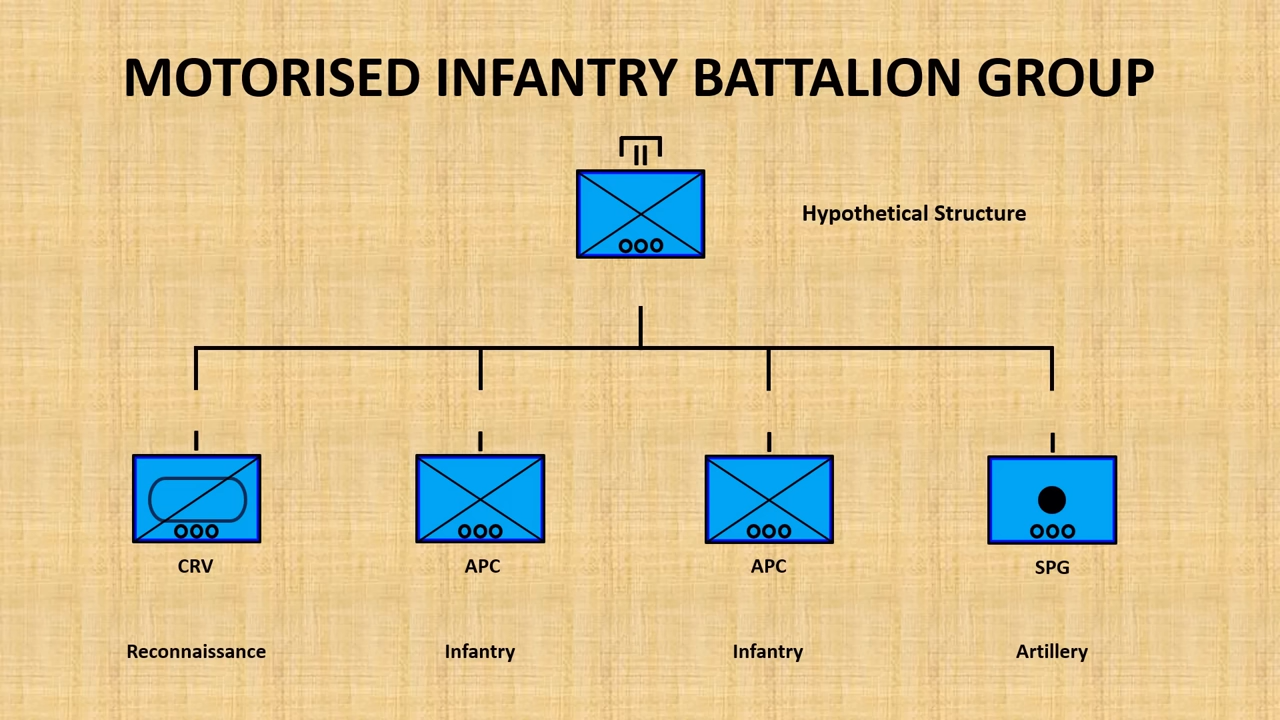 MOTORISED INFANTRY BATTALION GROUP
Hypothetical Structure
CRV
APC
APC
SPG
Reconnaissance
Infantry
Infantry
Artillery